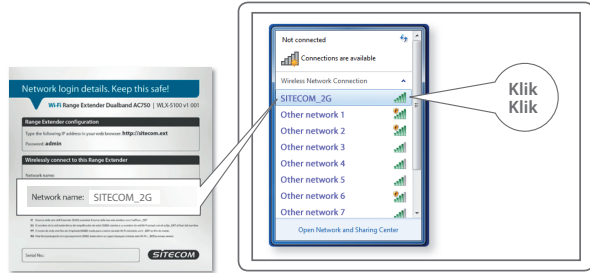 Network login details. Keep this safe!
Wi-Fi Range Extender Dualband AC750 | WLX-5100 v1 001
Range Extender configuration
Type the following IP address in your web browser: http://sitecom.ext
Password: admin
Wirelessly connect to this Range Extender
Network name:
Network name: SITECOM_2G
Serial No.:
SITECOM
Not connected
Connections are available
Wireless Network Connection
SITECOM_2G
Other network 1
Other network 2
Other network 3
Other network 4
Other network 5
Other network 6
Other network 7
Open Network and Sharing Center
Klik
Klik